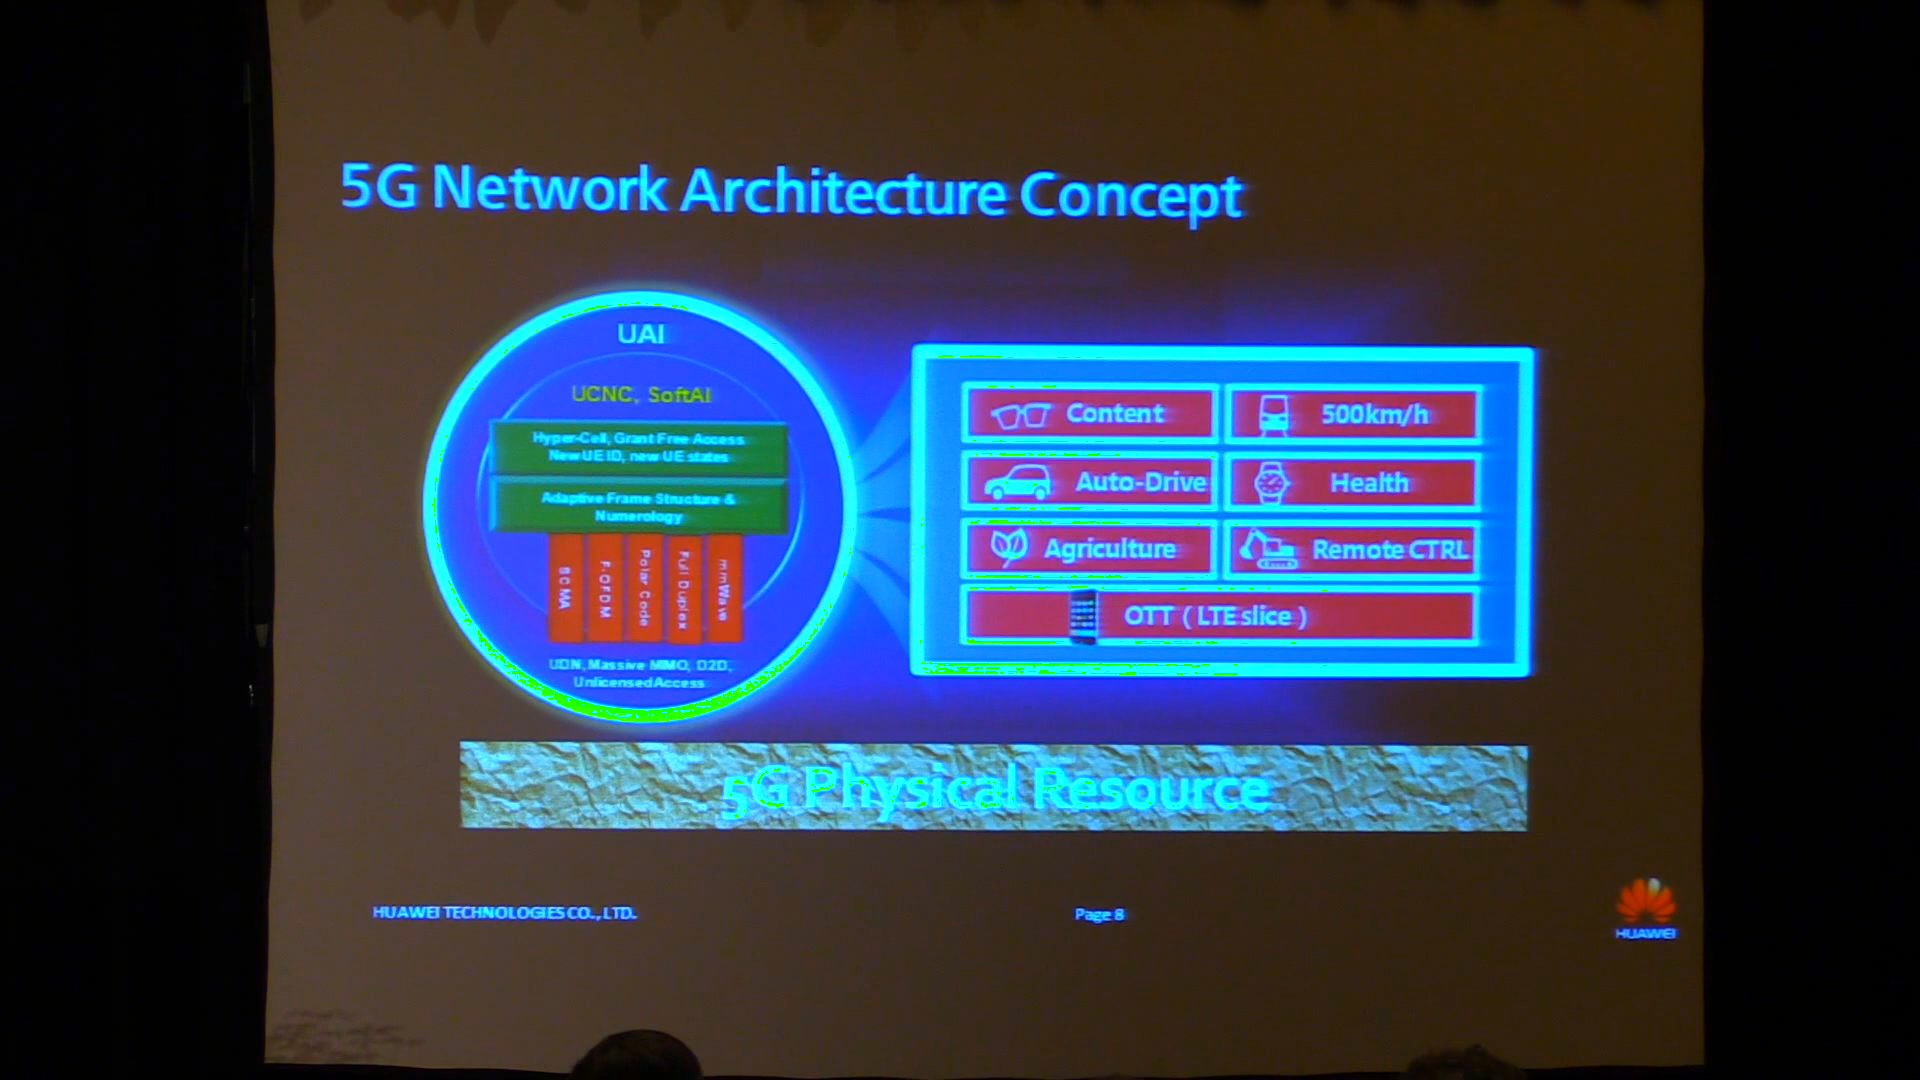 5G Network Architecture Concept
UAI
UCNC, SoftAI
Hyper-Cell, Grant Free Access
New UE ID, new UE states
Adaptive Frame Structure &
Numerology
SCMA
F-OFDM
Polar Code
Full Duplex
mmWave
UDN, Massive MIMO, D2D,
Unlicensed Access
Content
500km/h
Auto-Drive
Health
Agriculture
Remote CTRL
OTT ( LTE slice )
5G Physical Resource
HUAWEI TECHNOLOGIES CO., LTD.
Page 8
HUAWEI